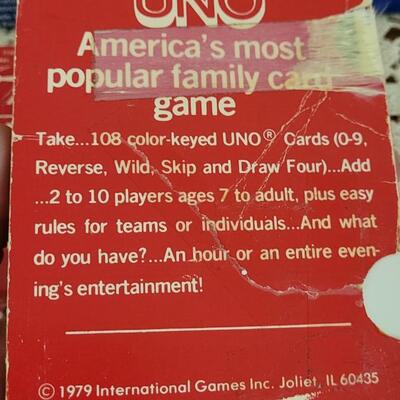 UNO
America's most
popular family card
game
Take...108 color-keyed UNO® Cards (0-9,
Reverse, Wild, Skip and Draw Four)...Add
...2 to 10 players ages 7 to adult, plus easy
rules for teams or individuals...And what
do you have?...An hour or an entire even-
ing's entertainment!
© 1979 International Games Inc. Joliet, IL 60435